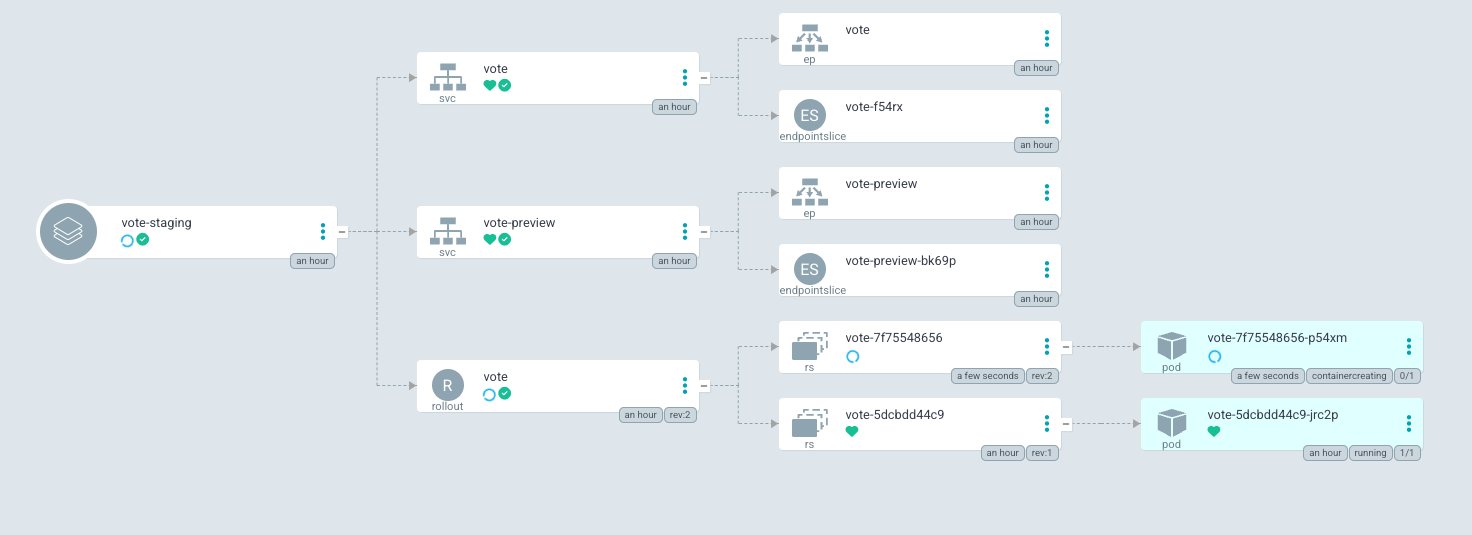 vote-staging
an hour
vote
svc
an hour
vote-preview
svc
an hour
R
vote
rollout
an hour
rev:2
vote
ep
an hour
ES
vote-f54rx
endpointslice
an hour
vote-preview
ep
an hour
ES
vote-preview-bk69p
endpointslice
an hour
vote-7f75548656
rs
a few seconds
rev:2
vote-5dcbdd44c9
rs
an hour
rev:1
vote-7f75548656-p54xm
pod
a few seconds
containercreating
0/1
vote-5dcbdd44c9-jrc2p
pod
an hour
running
1/1